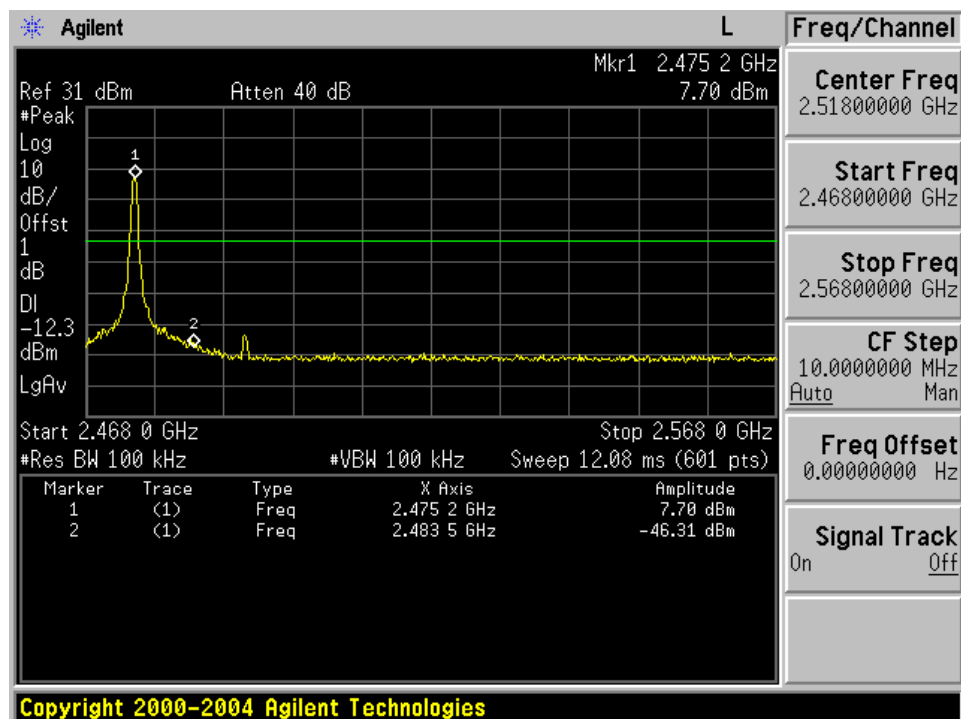 Agilent L Freq/Channel
Mkr1 2.475 2 GHz
Ref 31 dBm Atten 40 dB 7.70 dBm
#Peak
Log
10
dB/
Offst
1
dB
DI
-12.3
dBm
LgAv
1
2
Start 2.468 0 GHz Stop 2.568 0 GHz
#Res BW 100 kHz #VBW 100 kHz Sweep 12.08 ms (601 pts)
Marker Trace Type X Axis Amplitude
1 (1) Freq 2.475 2 GHz 7.70 dBm
2 (1) Freq 2.483 5 GHz -46.31 dBm
Center Freq
2.51800000 GHz
Start Freq
2.46800000 GHz
Stop Freq
2.56800000 GHz
CF Step
10.0000000 MHz
Auto Man
Freq Offset
0.00000000 Hz
Signal Track
On Off
Copyright 2000-2004 Agilent Technologies